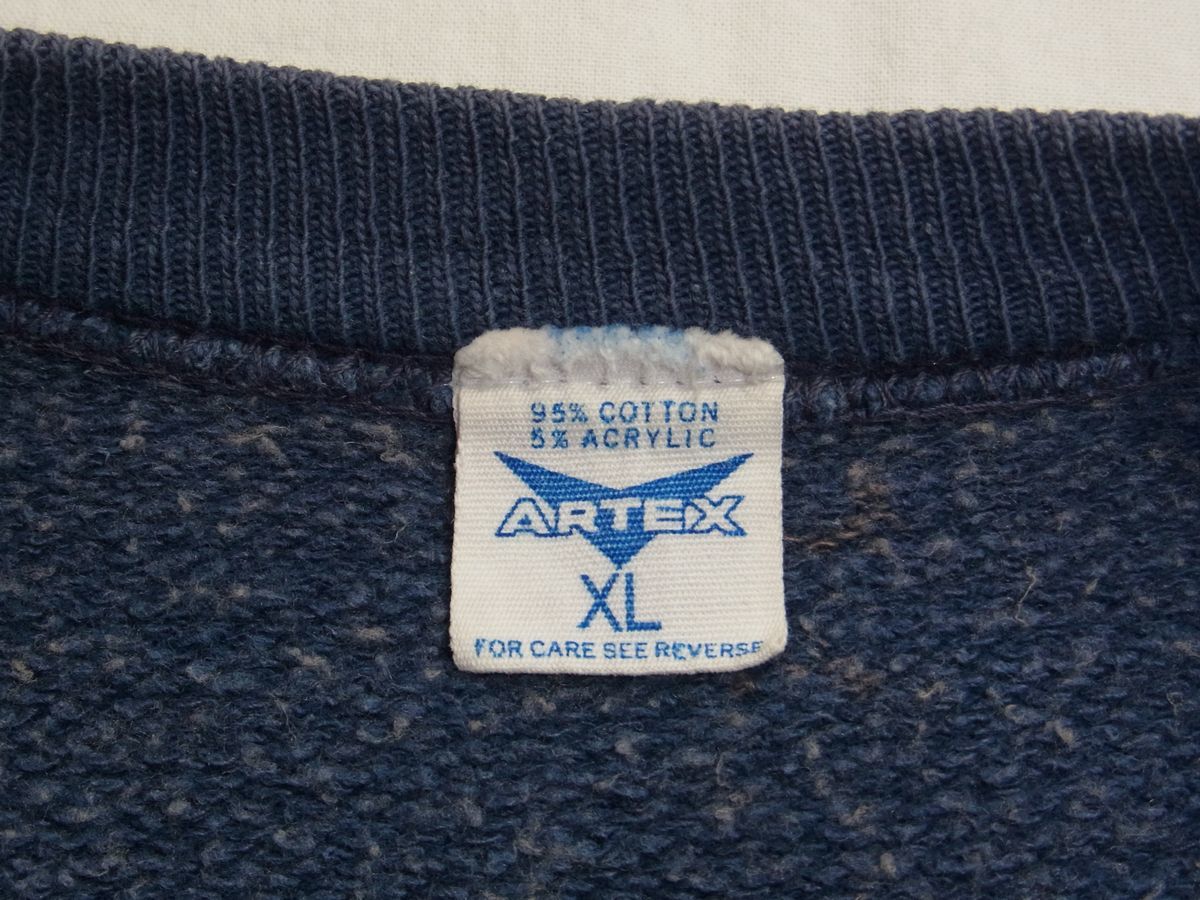 95% COTTON
5% ACRYLIC
ARTEX
XL
FOR CARE SEE REVERSE